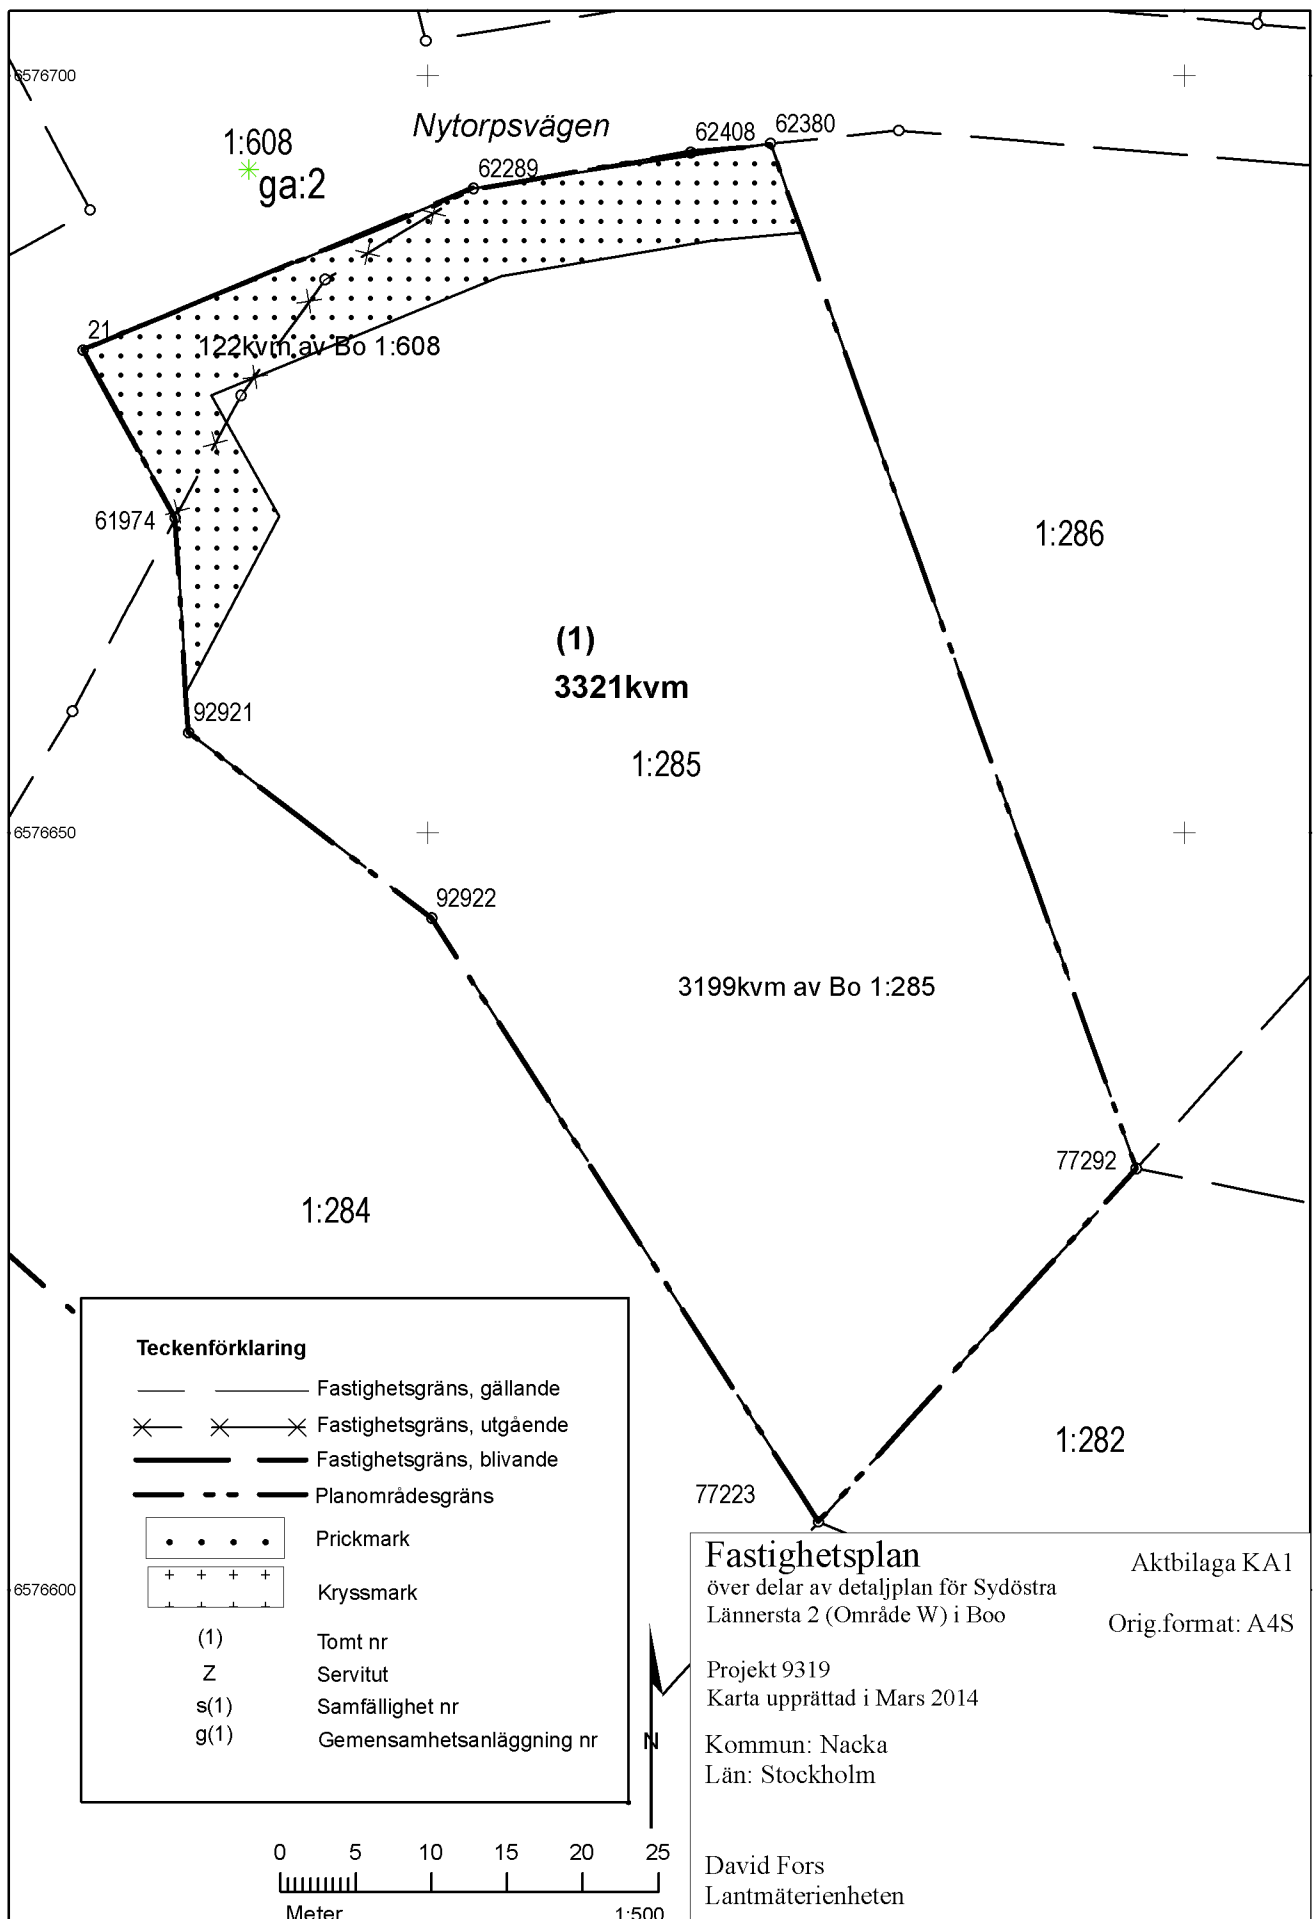 6576700
Nytorpsvägen
62408
62380
1:608
ga:2
62289
21
122kvm av Bo 1:608
61974
1:286
(1)
3321kvm
92921
1:285
6576650
92922
3199kvm av Bo 1:285
77292
1:284
1:282
77223
Teckenförklaring
Fastighetsgräns, gällande
Fastighetsgräns, utgående
Fastighetsgräns, blivande
Planområdesgräns
Prickmark
Kryssmark
(1) Tomt nr
Z Servitut
s(1) Samfällighet nr
g(1) Gemensamhetsanläggning nr
6576600
N
0 5 10 15 20 25
Meter 1:500
Fastighetsplan
Aktbilaga KA1
över delar av detaljplan för Sydöstra
Lännersta 2 (Område W) i Boo
Orig.format: A4S
Projekt 9319
Karta upprättad i Mars 2014
Kommun: Nacka
Län: Stockholm
David Fors
Lantmäterienheten